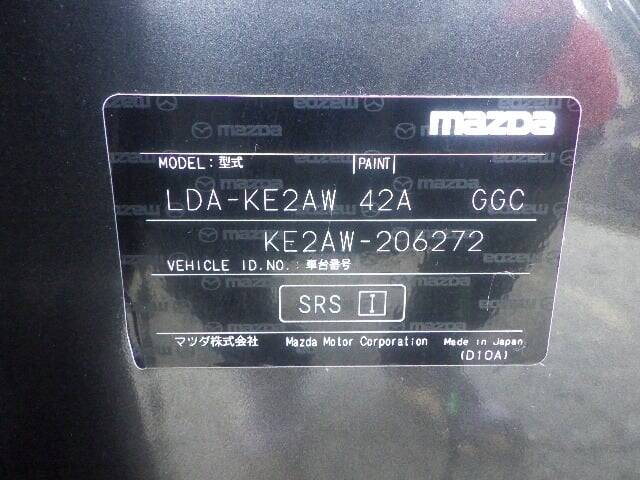 mazda
MODEL: 型式 PAINT
LDA-KE2AW 42A GGC
KE2AW-206272
VEHICLE ID.NO.: 車台番号
SRS I
マツダ株式会社 Mazda Motor Corporation Made in Japan
(D10A)